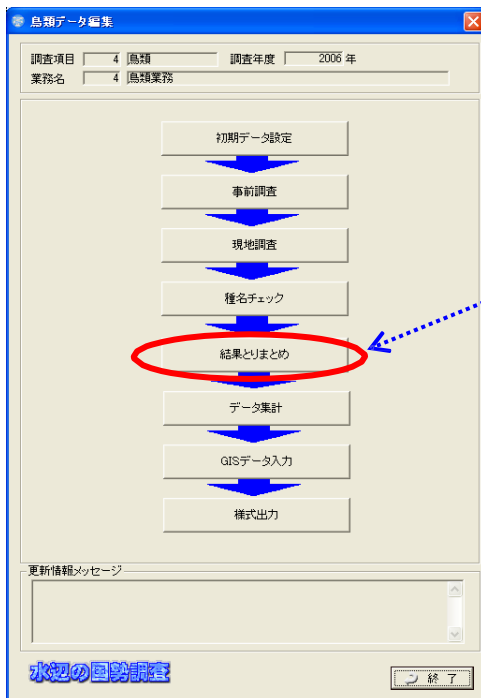 鳥類データ編集
調査項目 4 鳥類 調査年度 2006 年
業務名 4 鳥類業務
初期データ設定
事前調査
現地調査
種名チェック
結果とりまとめ
データ集計
GISデータ入力
様式出力
更新情報メッセージ
水辺の国勢調査
終 了